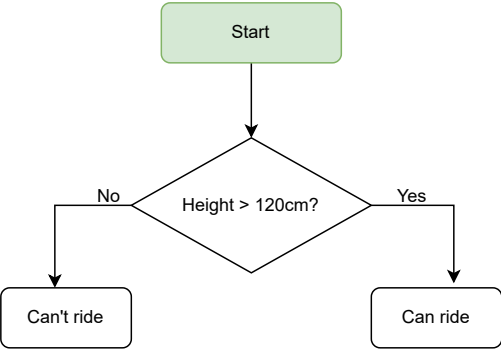 Start
Height > 120cm?
No
Yes
Can't ride
Can ride